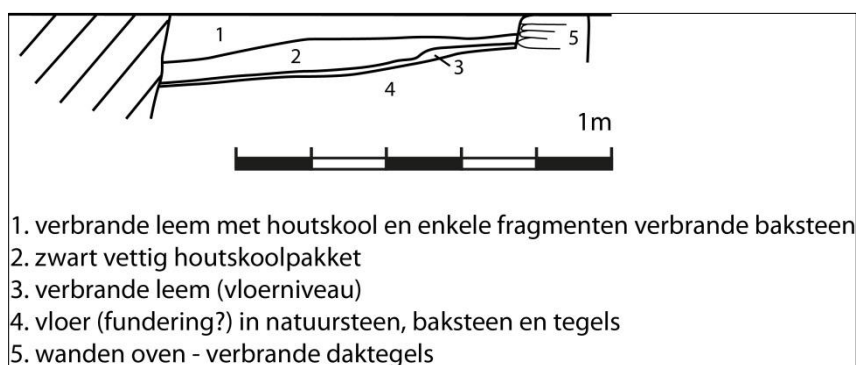 1
2
3
4
5
1m
1. verbrande leem met houtskool en enkele fragmenten verbrande baksteen
2. zwart vettig houtskoolpakket
3. verbrande leem (vloerniveau)
4. vloer (fundering?) in natuursteen, baksteen en tegels
5. wanden oven - verbrande daktegels